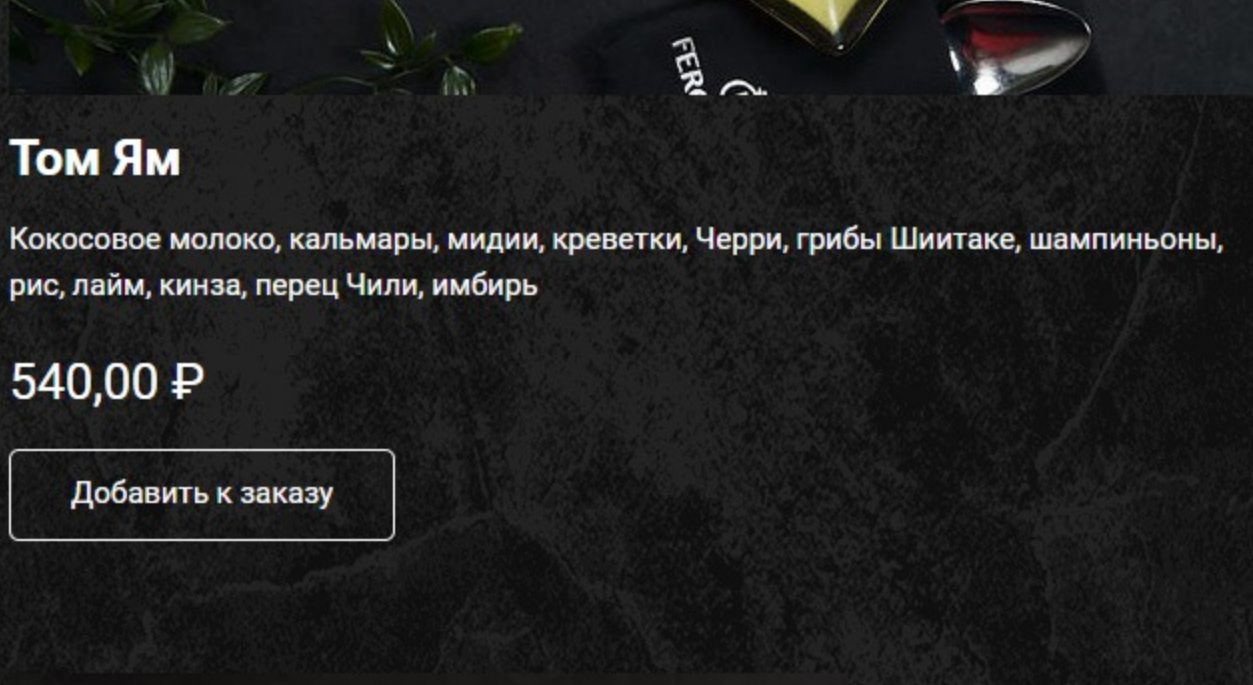 Том Ям
Кокосовое молоко, кальмары, мидии, креветки, Черри, грибы Шиитаке, шампиньоны,
рис, лайм, кинза, перец Чили, имбирь
540,00 ₽
Добавить к заказу